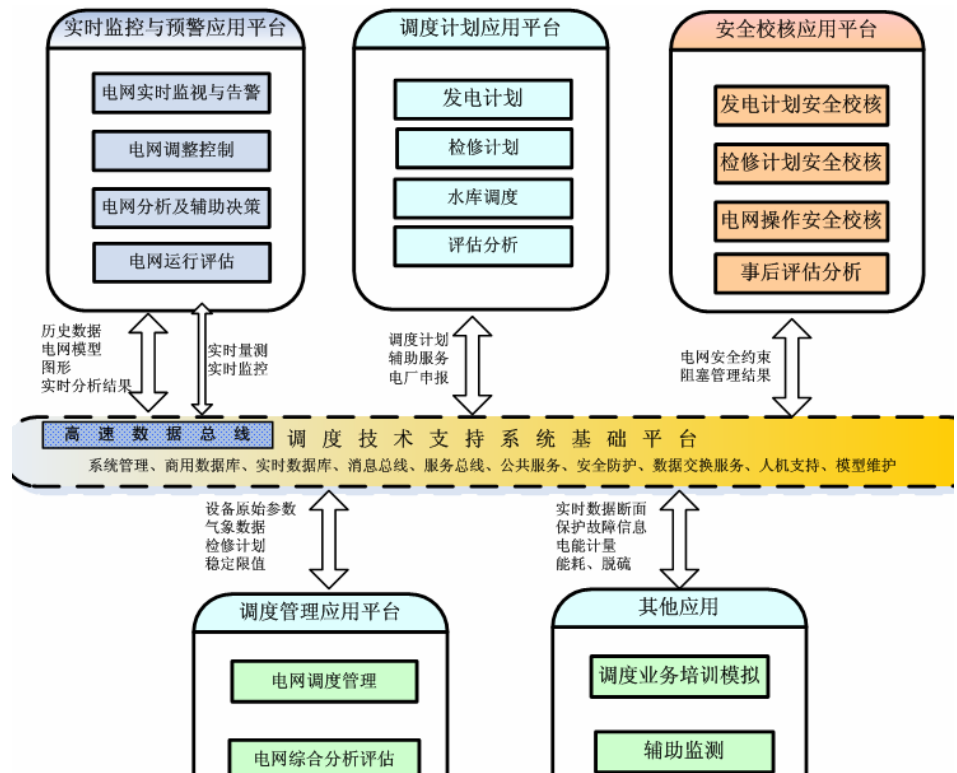 实时监控与预警应用平台
电网实时监视与告警
电网调整控制
电网分析及辅助决策
电网运行评估
调度计划应用平台
发电计划
检修计划
水库调度
评估分析
安全校核应用平台
发电计划安全校核
检修计划安全校核
电网操作安全校核
事后评估分析
历史数据
电网模型
图形
实时分析结果
实时量测
实时监控
调度计划
辅助服务
电厂申报
电网安全约束
阻塞管理结果
高速数据总线
调度技术支持系统基础平台
系统管理、商用数据库、实时数据库、消息总线、服务总线、公共服务、安全防护、数据交换服务、人机支持、模型维护
设备原始参数
气象数据
检修计划
稳定限值
实时数据断面
保护故障信息
电能计量
能耗、脱硫
调度管理应用平台
电网调度管理
电网综合分析评估
其他应用
调度业务培训模拟
辅助监测